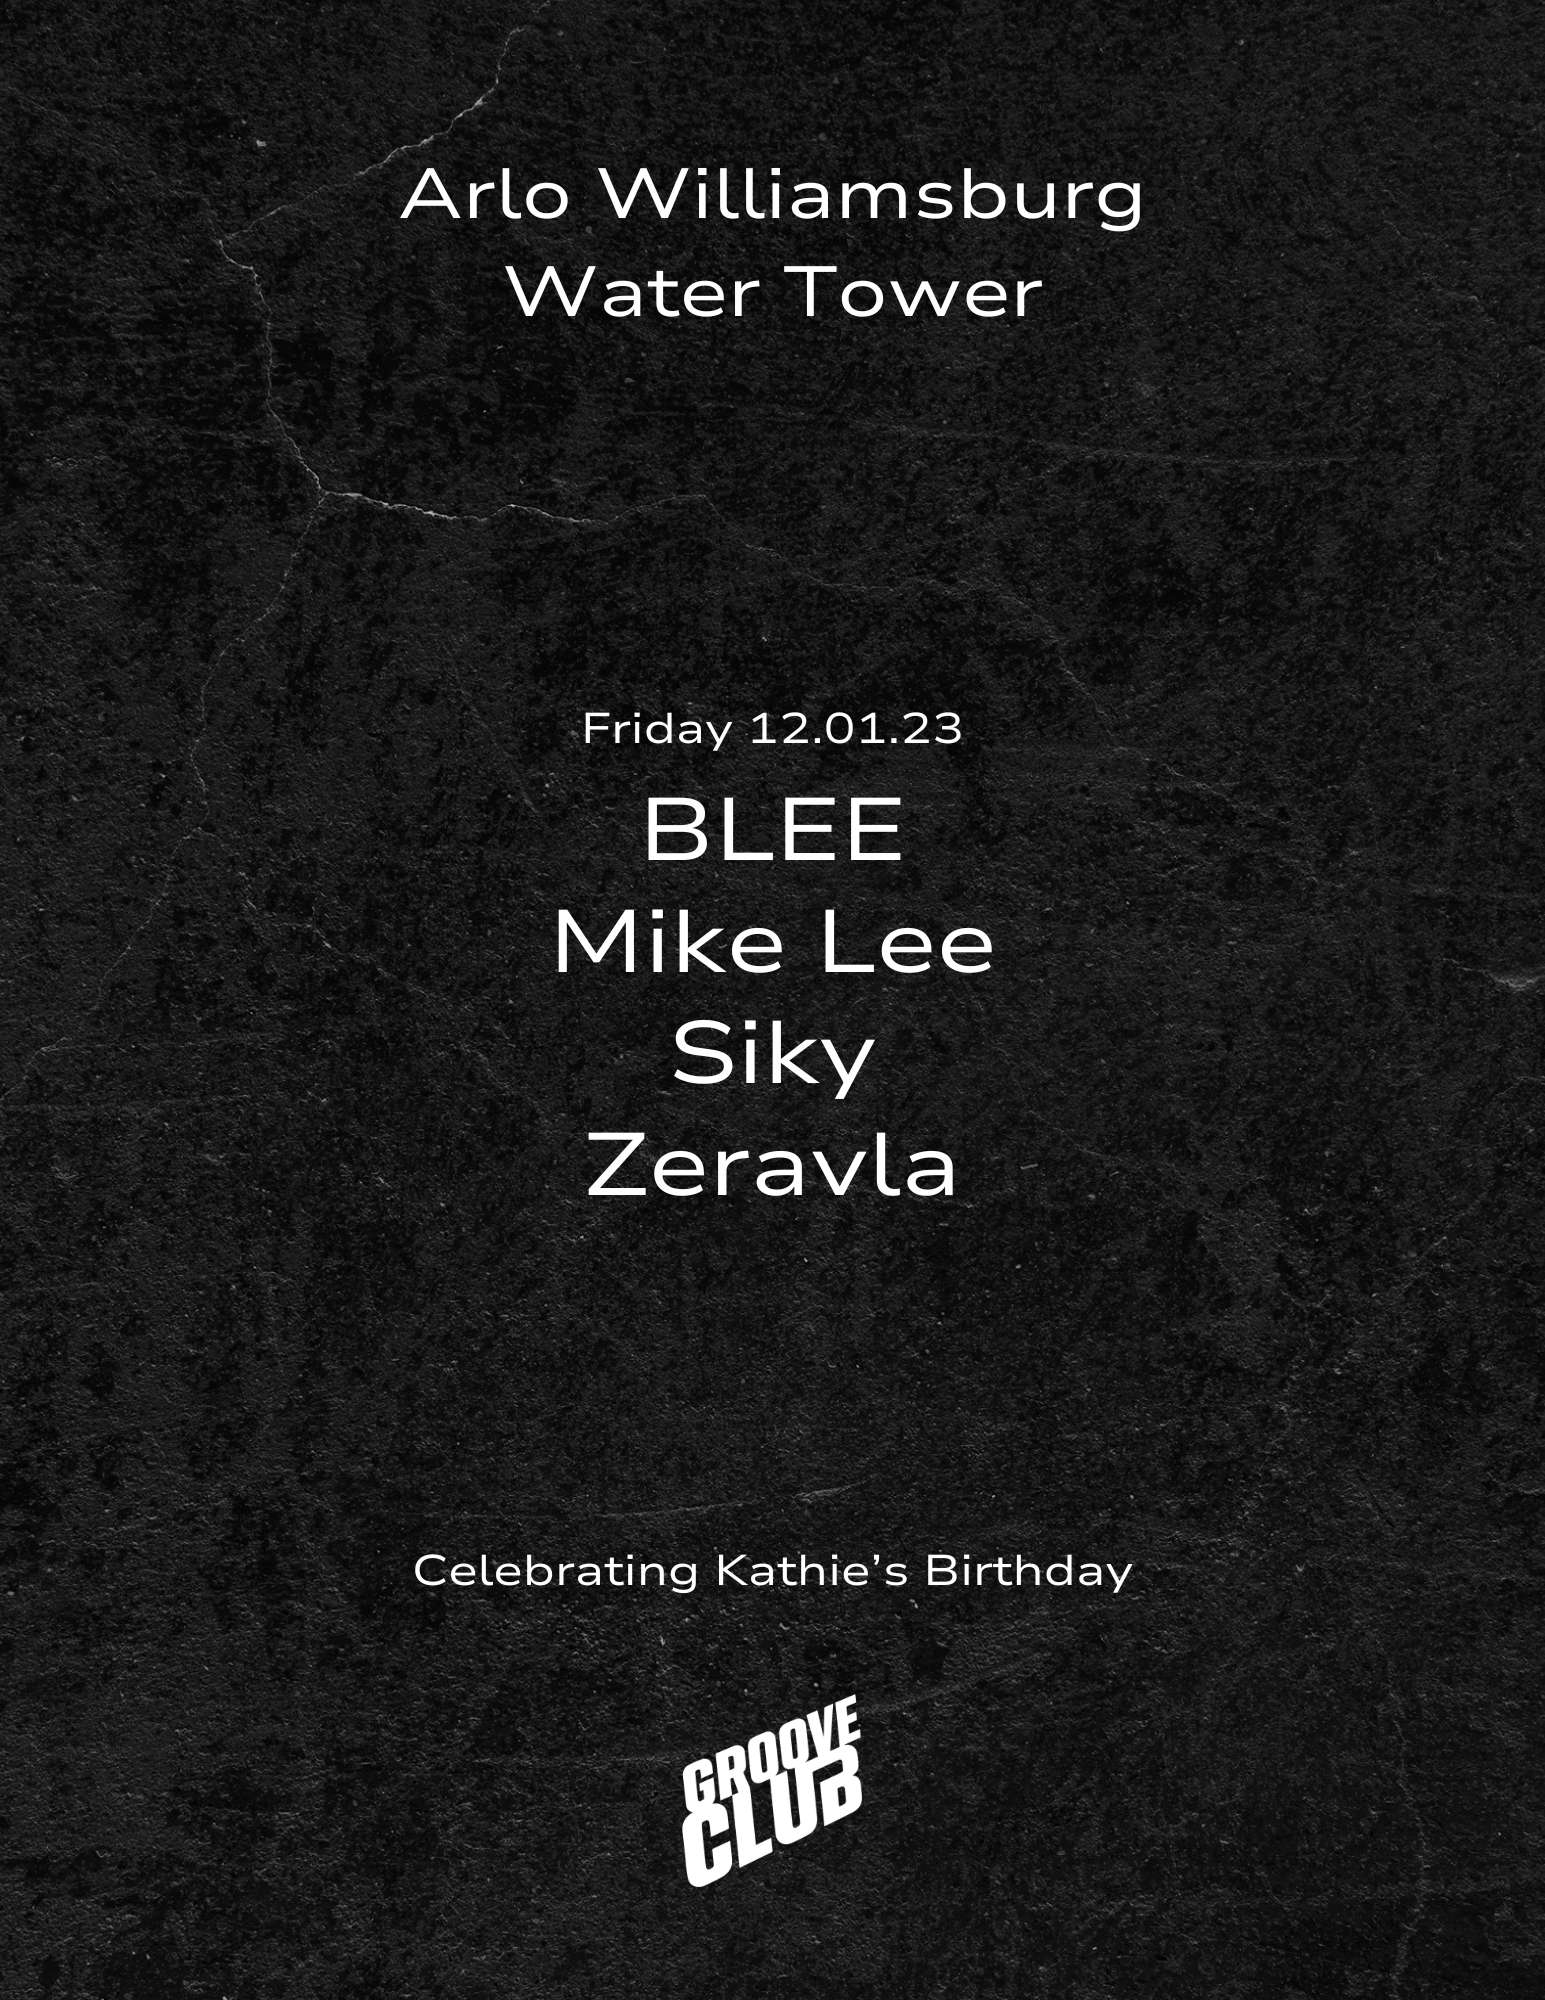 Arlo Williamsburg
Water Tower
Friday 12.01.23
BLEE
Mike Lee
Siky
Zeravla
Celebrating Kathie’s Birthday
GROOVE
CLUB